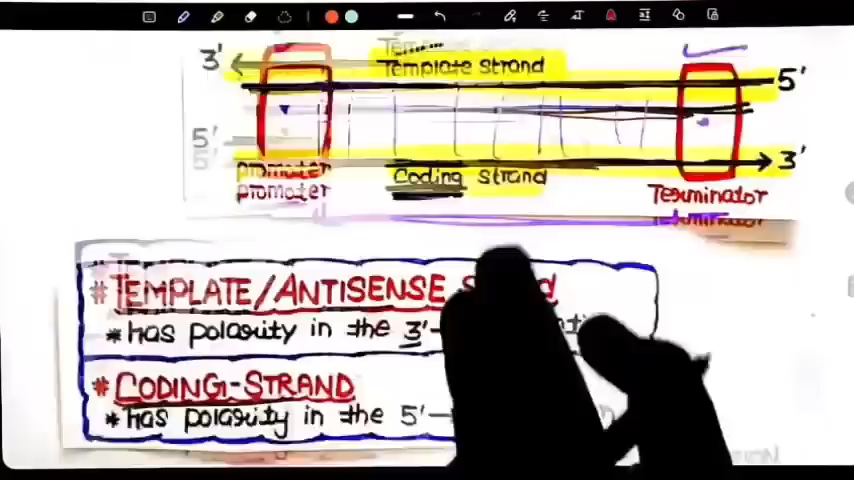 3' Template Strand
5'
5'
3'
promoter
promoter
Coding Strand
Terminator
# TEMPLATE/ANTISENSE
* has polarity in the 3'-
# CODING-STRAND
* has polarity in the 5'-